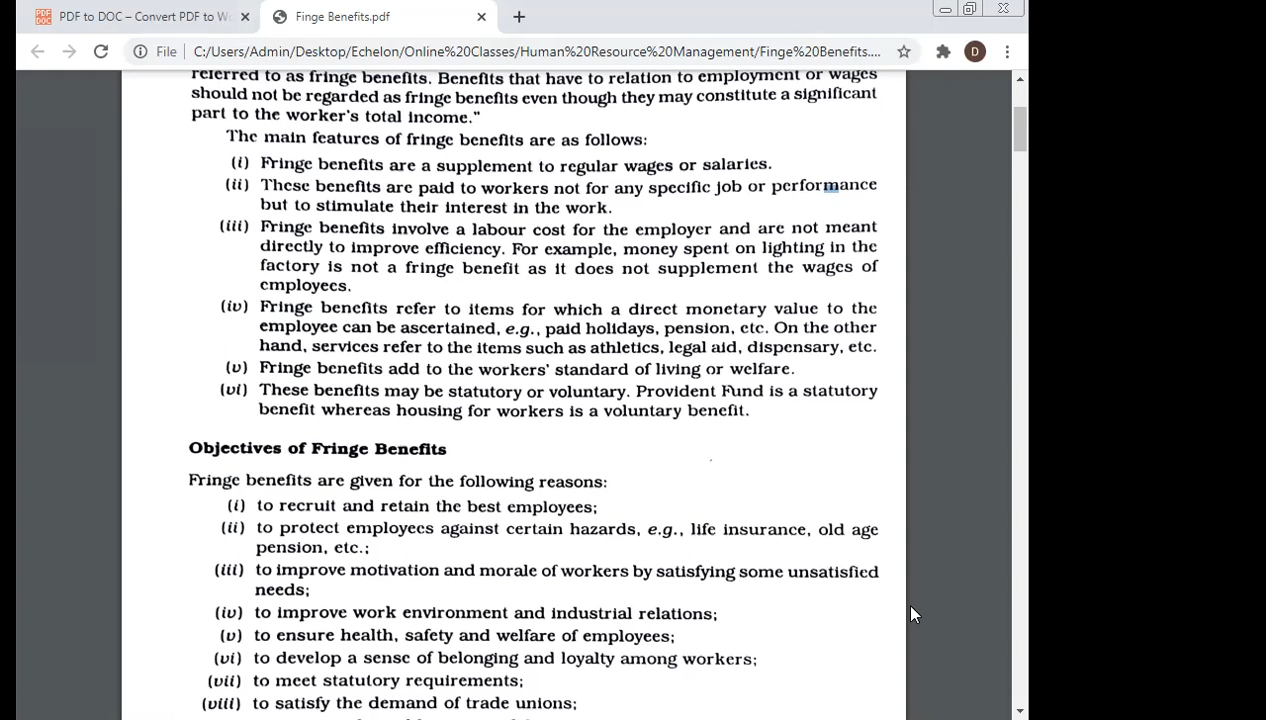 PDF to DOC – Convert PDF to W
Finge Benefits.pdf
File
C:/Users/Admin/Desktop/Echelon/Online%20Classes/Human%20Resource%20Management/Finge%20Benefits....
D
referred to as fringe benefits. Benefits that have to relation to employment or wages
should not be regarded as fringe benefits even though they may constitute a significant
part to the worker's total income."
The main features of fringe benefits are as follows:
(i) Fringe benefits are a supplement to regular wages or salaries.
(ii) These benefits are paid to workers not for any specific job or performance
but to stimulate their interest in the work.
(iii) Fringe benefits involve a labour cost for the employer and are not meant
directly to improve efficiency. For example, money spent on lighting in the
factory is not a fringe benefit as it does not supplement the wages of
employees.
(iv) Fringe benefits refer to items for which a direct monetary value to the
employee can be ascertained, e.g., paid holidays, pension, etc. On the other
hand, services refer to the items such as athletics, legal aid, dispensary, etc.
(v) Fringe benefits add to the workers' standard of living or welfare.
(vi) These benefits may be statutory or voluntary. Provident Fund is a statutory
benefit whereas housing for workers is a voluntary benefit.
Objectives of Fringe Benefits
Fringe benefits are given for the following reasons:
(i) to recruit and retain the best employees;
(ii) to protect employees against certain hazards, e.g., life insurance, old age
pension, etc.;
(iii) to improve motivation and morale of workers by satisfying some unsatisfied
needs;
(iv) to improve work environment and industrial relations;
(v) to ensure health, safety and welfare of employees;
(vi) to develop a sense of belonging and loyalty among workers;
(vii) to meet statutory requirements;
(viii) to satisfy the demand of trade unions;